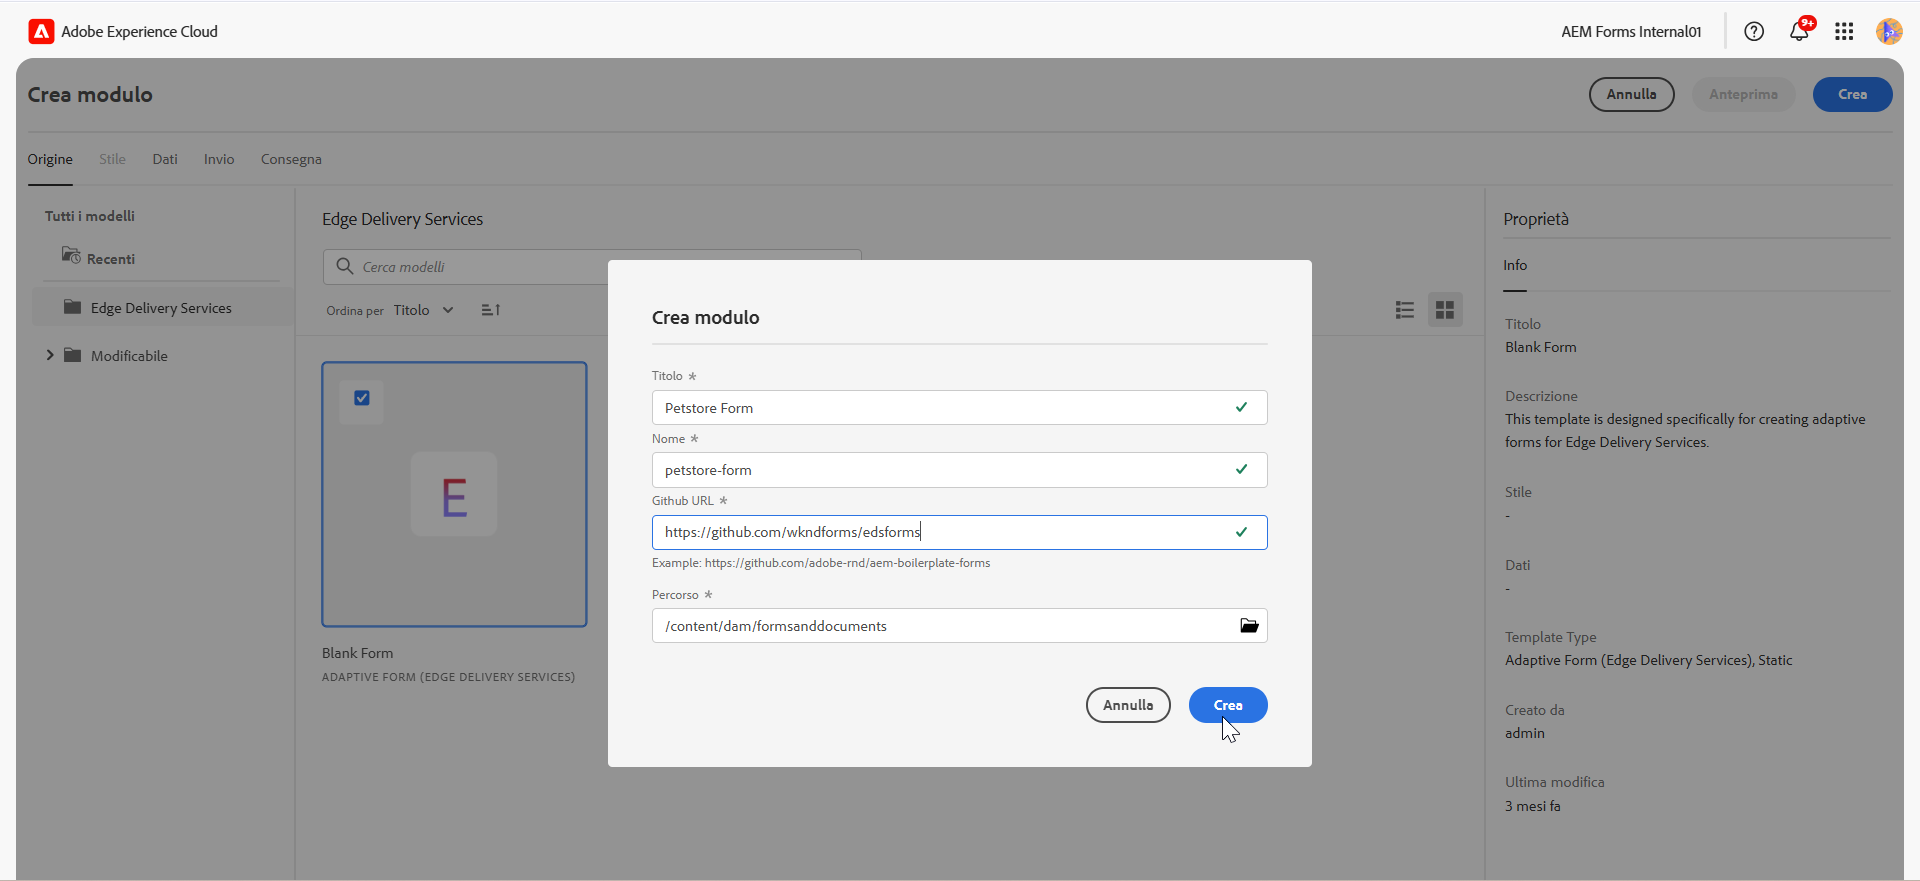 Adobe Experience Cloud
AEM Forms Internal01
9+
Crea modulo
Annulla
Anteprima
Crea
Origine
Stile
Dati
Invio
Consegna
Tutti i modelli
Recenti
Edge Delivery Services
Modificabile
Edge Delivery Services
Cerca modelli
Ordina per
Titolo
E
Blank Form
ADAPTIVE FORM (EDGE DELIVERY SERVICES)
Crea modulo
Titolo *
Petstore Form
Nome *
petstore-form
Github URL *
https://github.com/wkndforms/edsforms
Example: https://github.com/adobe-rnd/aem-boilerplate-forms
Percorso *
/content/dam/formsanddocuments
Annulla
Crea
Proprietà
Info
Titolo
Blank Form
Descrizione
This template is designed specifically for creating adaptive
forms for Edge Delivery Services.
Stile
-
Dati
-
Template Type
Adaptive Form (Edge Delivery Services), Static
Creato da
admin
Ultima modifica
3 mesi fa